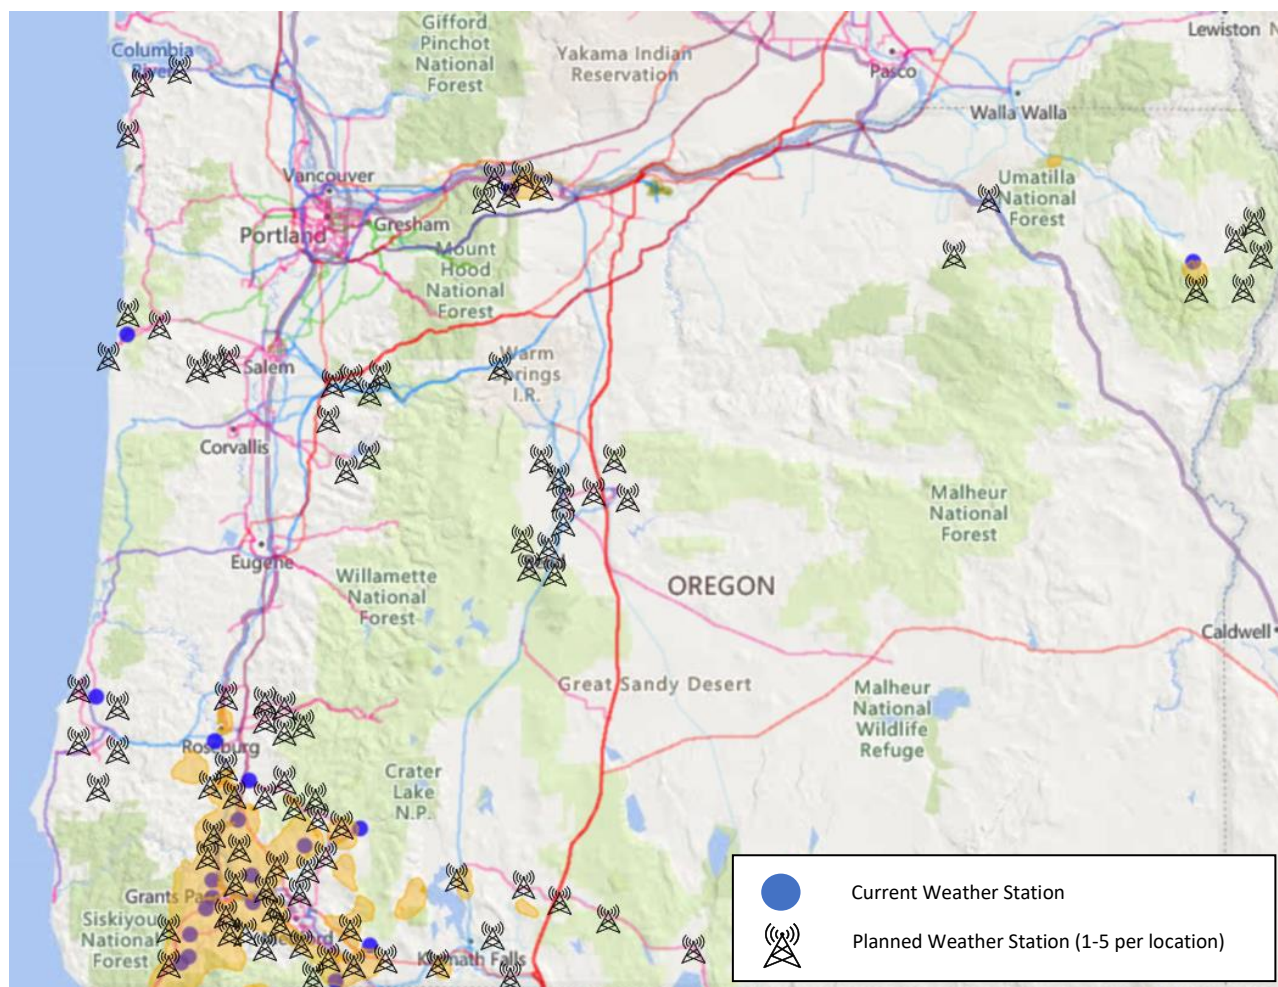 Columbia
River
Gifford
Pinchot
National
Forest
Yakama Indian
Reservation
Lewiston N
Pasco
Walla Walla
Vancouver
Portland
Gresham
Mount
Hood
National
Forest
Umatilla
National
Forest
Salem
Warm
Springs
I.R.
Corvallis
Malheur
National
Forest
Eugene
Willamette
National
Forest
OREGON
Caldwell
Great Sandy Desert
Malheur
National
Wildlife
Refuge
Roseburg
Crater
Lake
N.P.
Grants Pa
Siskiyou
National
Forest
Klamath Falls
Current Weather Station
Planned Weather Station (1-5 per location)